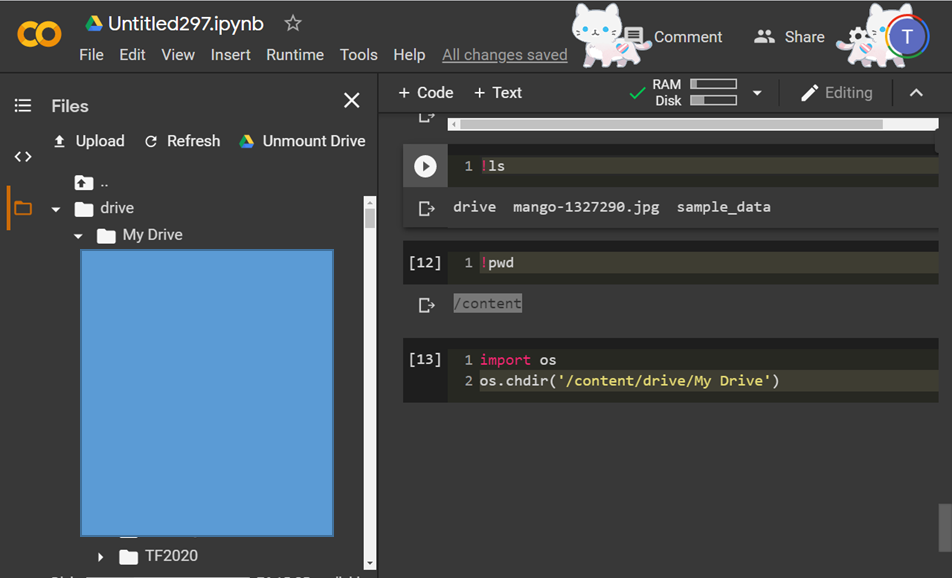 Untitled297.ipynb
File Edit View Insert Runtime Tools Help All changes saved
Comment
Share
T
Files
Upload Refresh Unmount Drive
..
drive
My Drive
TF2020
+ Code + Text
RAM
Disk
Editing
1 !ls
drive mango-1327290.jpg sample_data
[12] 1 !pwd
/content
[13] 1 import os
2 os.chdir('/content/drive/My Drive')